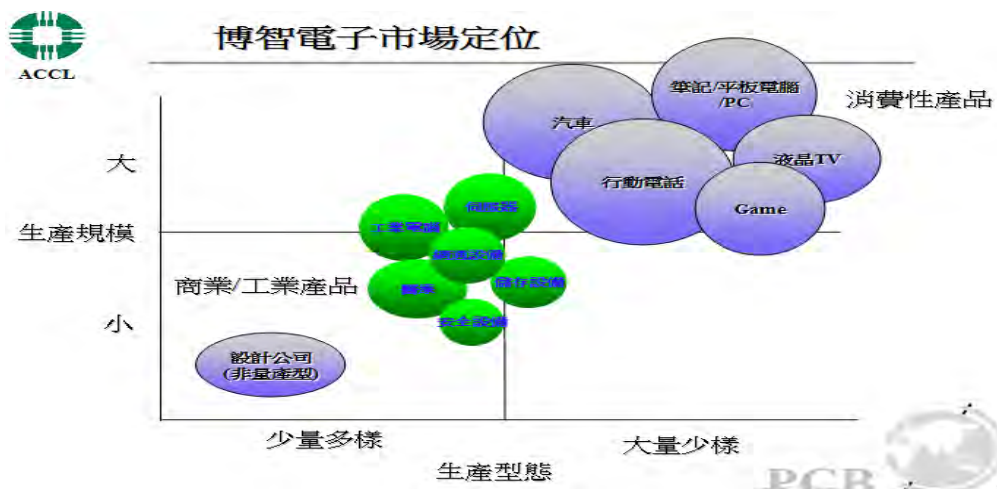 博智電子市場定位
ACCL
筆記/平板電腦
/PC
消費性產品
汽車
大
液晶TV
行動電話
伺服器
Game
工業電腦
生產規模
網通設備
商業/工業產品
儲存設備
小
安全設備
設計公司
(非量產型)
少量多樣
大量少樣
生產型態
PCB